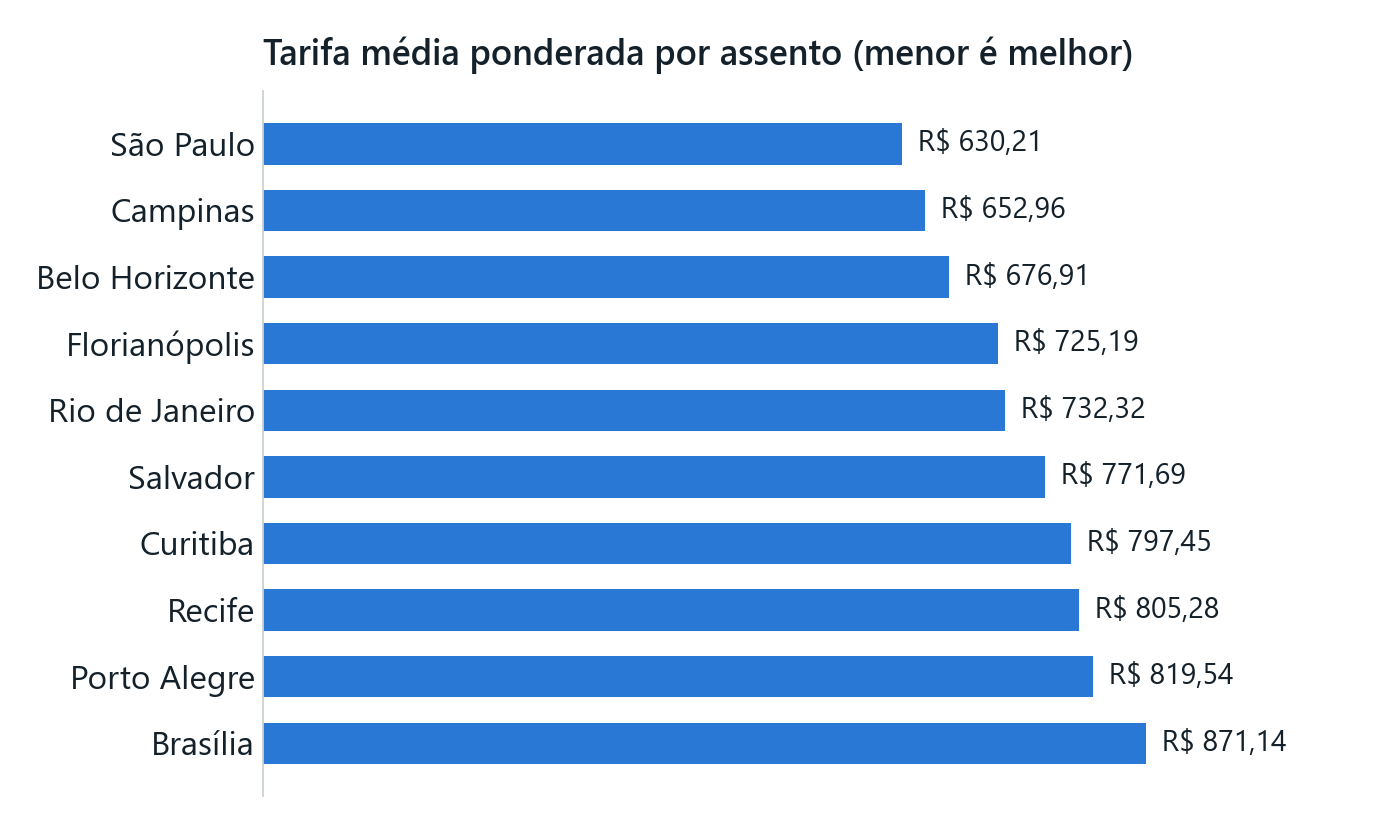 Tarifa média ponderada por assento (menor é melhor)
São Paulo R$ 630,21
Campinas R$ 652,96
Belo Horizonte R$ 676,91
Florianópolis R$ 725,19
Rio de Janeiro R$ 732,32
Salvador R$ 771,69
Curitiba R$ 797,45
Recife R$ 805,28
Porto Alegre R$ 819,54
Brasília R$ 871,14